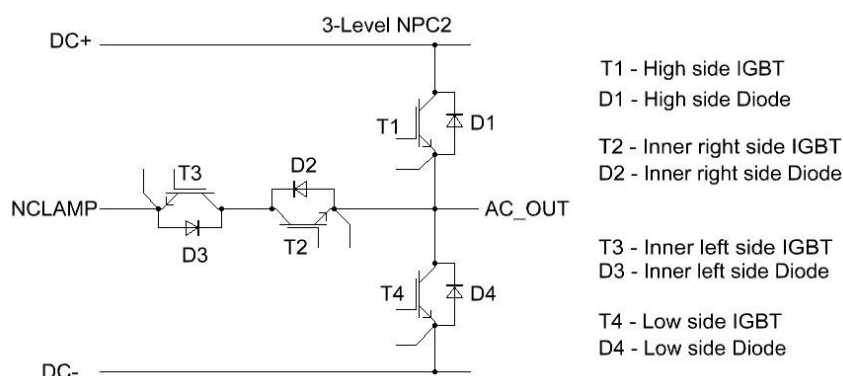 3-Level NPC2
DC+
T1
D1
T3
D2
NCLAMP
AC_OUT
D3
T2
T4
D4
DC-
T1 - High side IGBT
D1 - High side Diode
T2 - Inner right side IGBT
D2 - Inner right side Diode
T3 - Inner left side IGBT
D3 - Inner left side Diode
T4 - Low side IGBT
D4 - Low side Diode